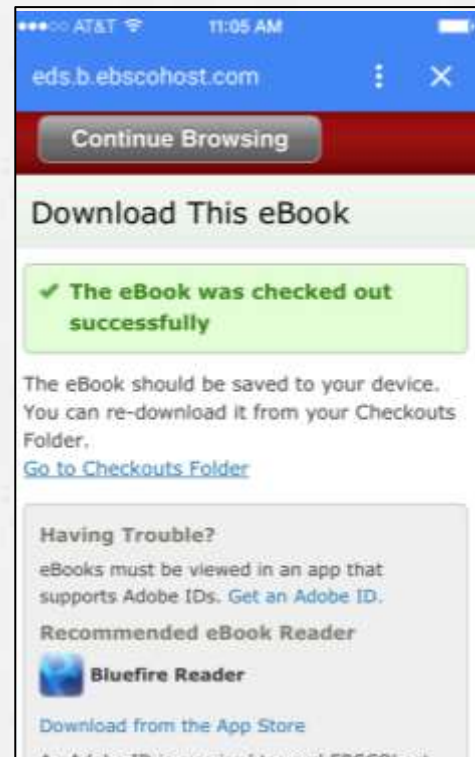 AT&T 11:05 AM
eds.b.ebscohost.com
Continue Browsing
Download This eBook
The eBook was checked out
successfully
The eBook should be saved to your device.
You can re-download it from your Checkouts
Folder.
Go to Checkouts Folder
Having Trouble?
eBooks must be viewed in an app that
supports Adobe IDs. Get an Adobe ID.
Recommended eBook Reader
Bluefire Reader
Download from the App Store